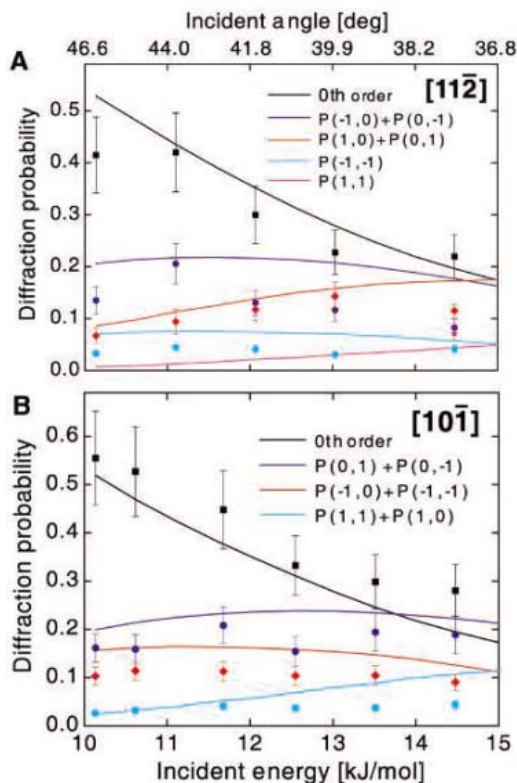 Incident angle [deg]
46.6 44.0 41.8 39.9 38.2 36.8
A
[112̄]
0th order
P(-1,0)+P(0,-1)
P(1,0)+P(0,1)
P(-1,-1)
P(1,1)
0.5
0.4
0.3
0.2
0.1
0.0
Diffraction probability
B
[101̄]
0th order
P(0,1)+P(0,-1)
P(-1,0)+P(-1,-1)
P(1,1)+P(1,0)
0.6
0.5
0.4
0.3
0.2
0.1
0.0
Diffraction probability
10 11 12 13 14 15
Incident energy [kJ/mol]